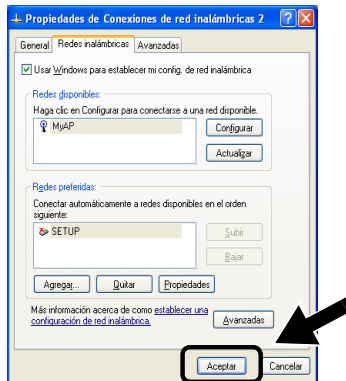 Propiedades de Conexiones de red inalámbricas 2
General Redes inalámbricas Avanzadas
Usar Windows para establecer mi config. de red inalámbrica
Redes disponibles:
Haga clic en Configurar para conectarse a una red disponible.
MyAP
Configurar
Actualizar
Redes preferidas:
Conectar automáticamente a redes disponibles en el orden
siguiente:
SETUP
Subir
Bajar
Agregar... Quitar Propiedades
Más información acerca de como establecer una
configuración de red inalámbrica.
Avanzadas
Aceptar Cancelar